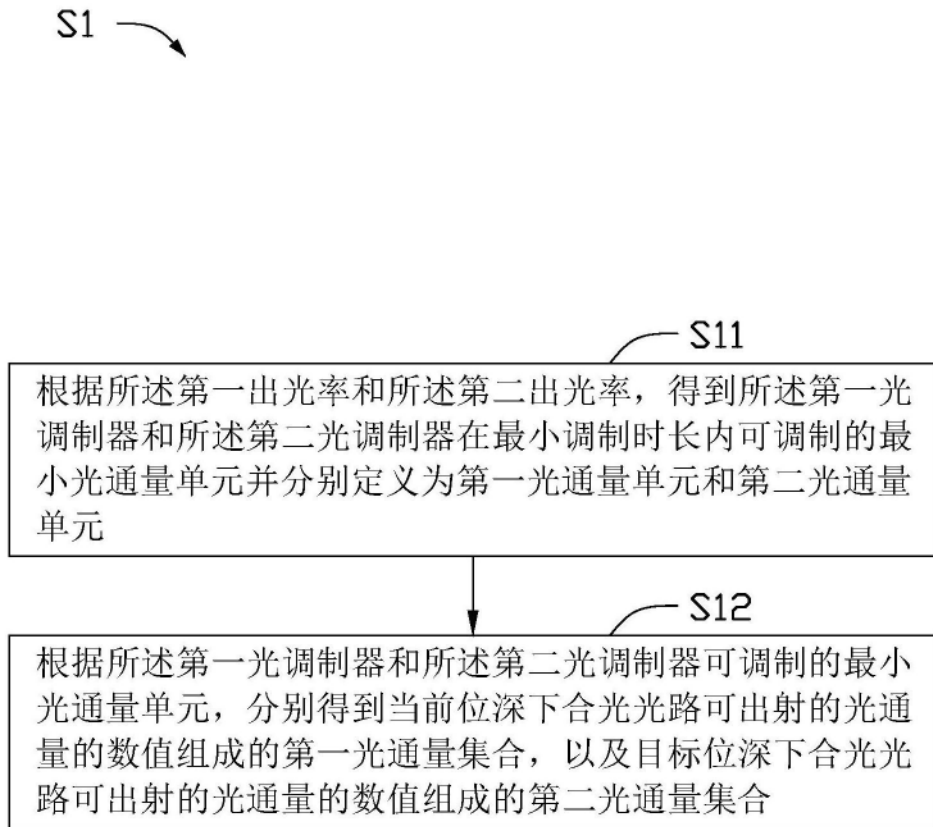 S1
S11
根据所述第一出光率和所述第二出光率，得到所述第一光
调制器和所述第二光调制器在最小调制时长内可调制的最
小光通量单元并分别定义为第一光通量单元和第二光通量
单元
S12
根据所述第一光调制器和所述第二光调制器可调制的最小
光通量单元，分别得到当前位深下合光光路可出射的光通
量的数值组成的第一光通量集合，以及目标位深下合光光
路可出射的光通量的数值组成的第二光通量集合